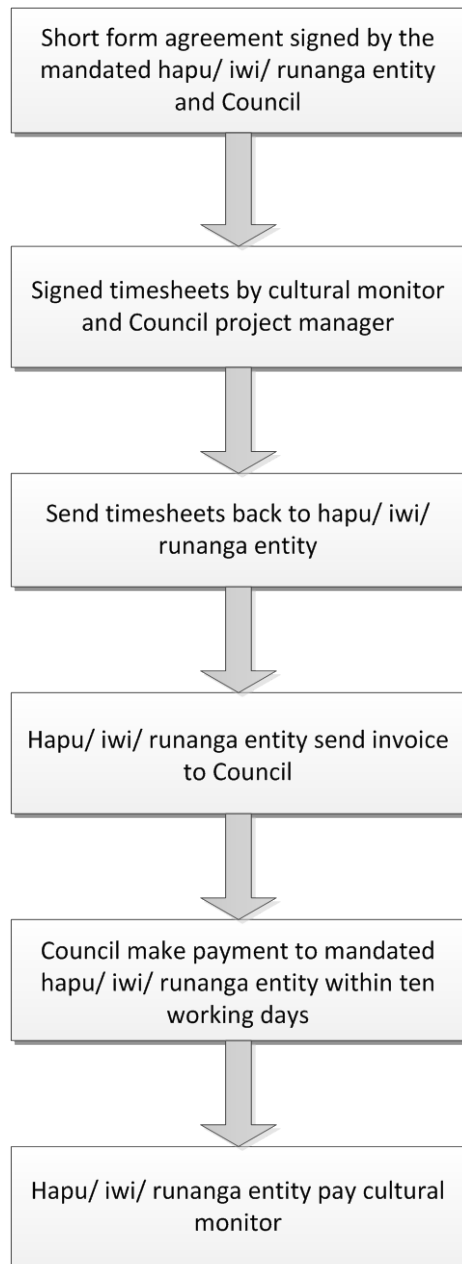 Short form agreement signed by the
mandated hapu/ iwi/ runanga entity
and Council
Signed timesheets by cultural monitor
and Council project manager
Send timesheets back to hapu/ iwi/
runanga entity
Hapu/ iwi/ runanga entity send invoice
to Council
Council make payment to mandated
hapu/ iwi/ runanga entity within ten
working days
Hapu/ iwi/ runanga entity pay cultural
monitor